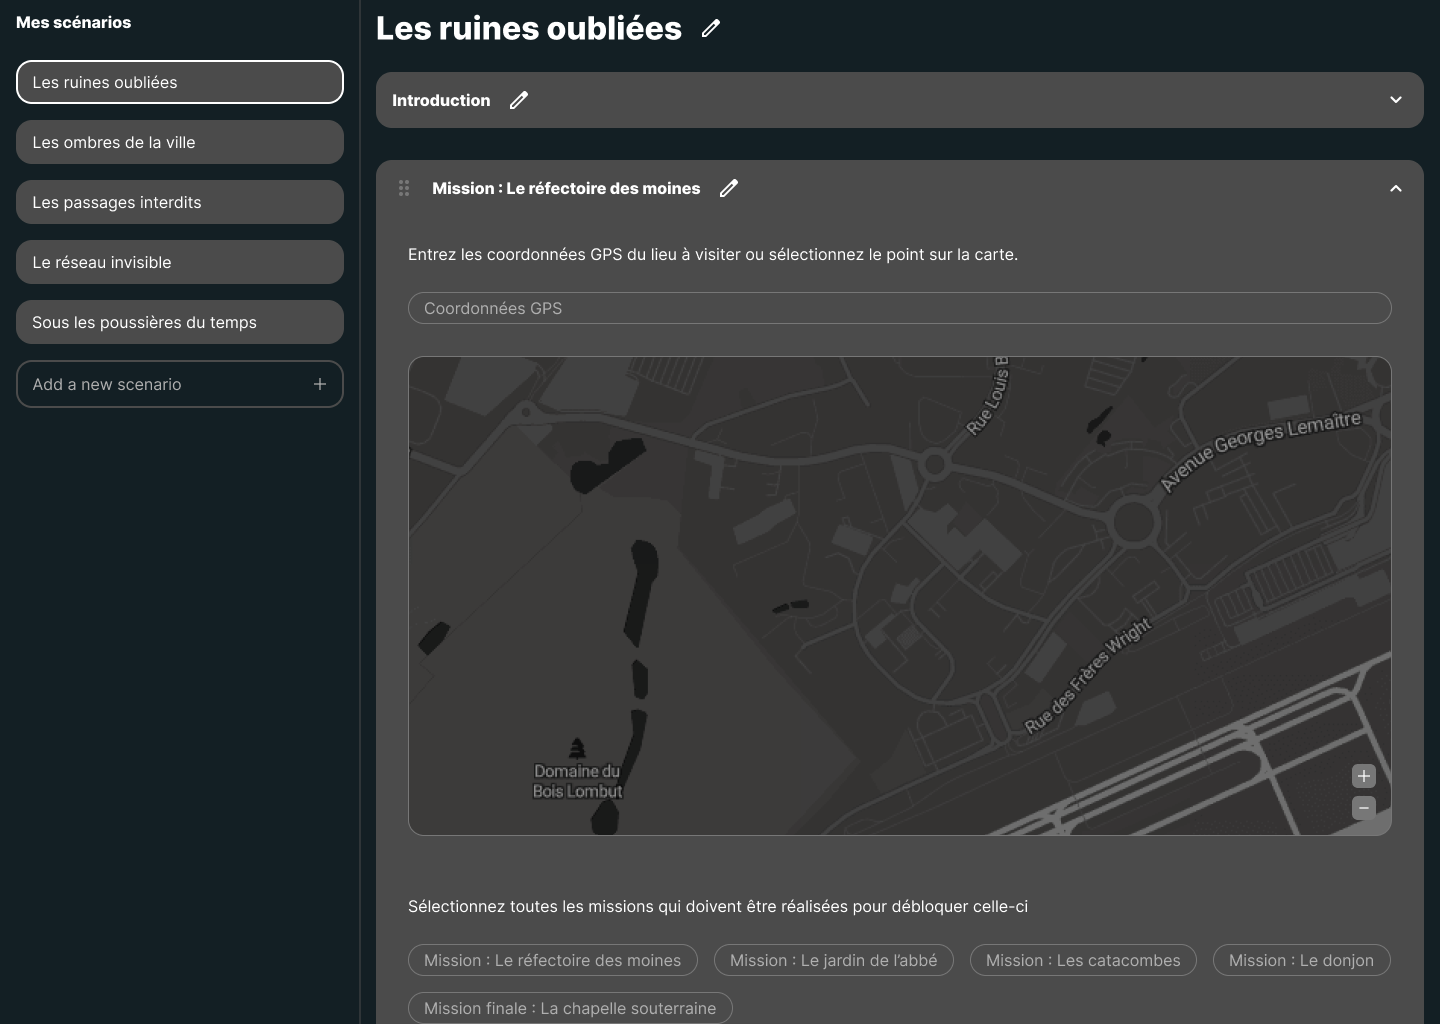 Mes scénarios
Les ruines oubliées
Les ombres de la ville
Les passages interdits
Le réseau invisible
Sous les poussières du temps
Add a new scenario
Les ruines oubliées
Introduction
Mission : Le réfectoire des moines
Entrez les coordonnées GPS du lieu à visiter ou sélectionnez le point sur la carte.
Coordonnées GPS
Rue Louis B
Avenue Georges Lemaître
Rue des Frères Wright
Domaine du
Bois Lombut
Sélectionnez toutes les missions qui doivent être réalisées pour débloquer celle-ci
Mission : Le réfectoire des moines
Mission : Le jardin de l’abbé
Mission : Les catacombes
Mission : Le donjon
Mission finale : La chapelle souterraine